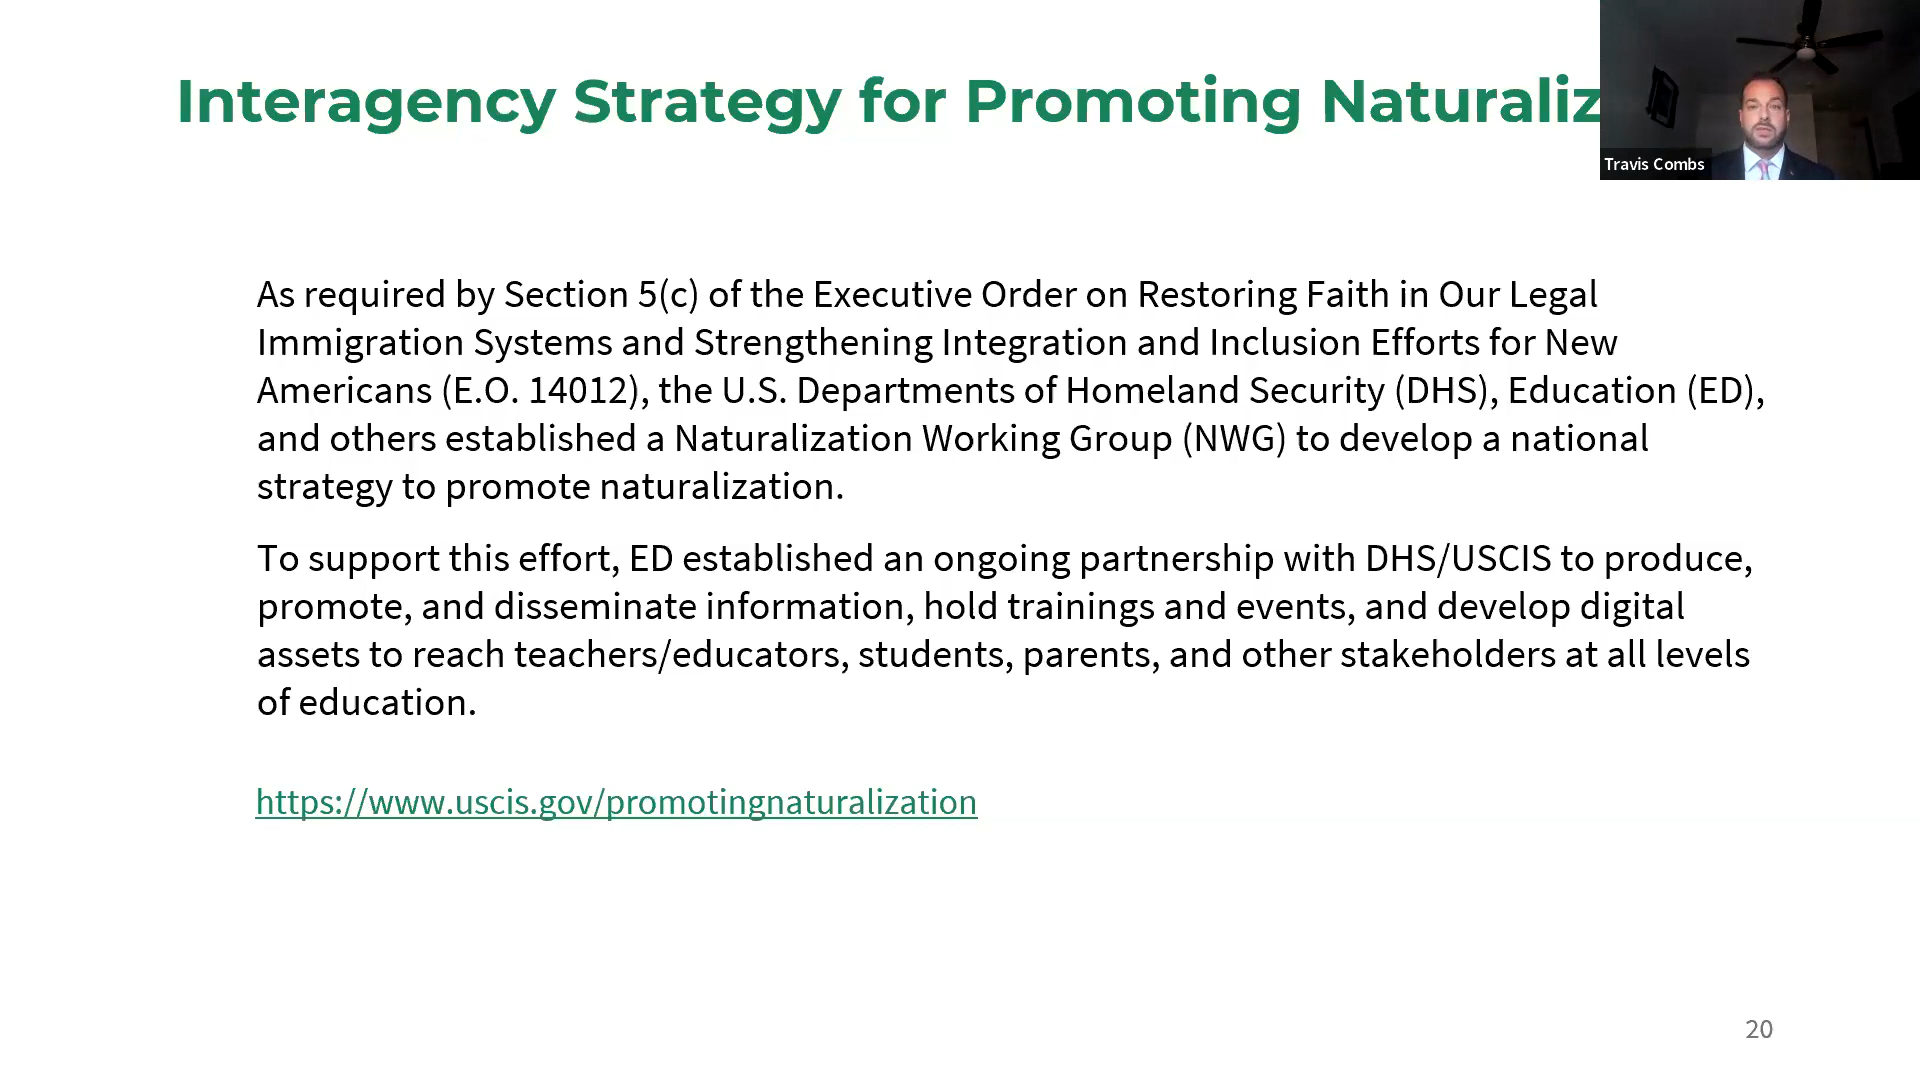 Interagency Strategy for Promoting Naturaliz
Travis Combs
As required by Section 5(c) of the Executive Order on Restoring Faith in Our Legal
Immigration Systems and Strengthening Integration and Inclusion Efforts for New
Americans (E.O. 14012), the U.S. Departments of Homeland Security (DHS), Education (ED),
and others established a Naturalization Working Group (NWG) to develop a national
strategy to promote naturalization.
To support this effort, ED established an ongoing partnership with DHS/USCIS to produce,
promote, and disseminate information, hold trainings and events, and develop digital
assets to reach teachers/educators, students, parents, and other stakeholders at all levels
of education.
https://www.uscis.gov/promotingnaturalization
20